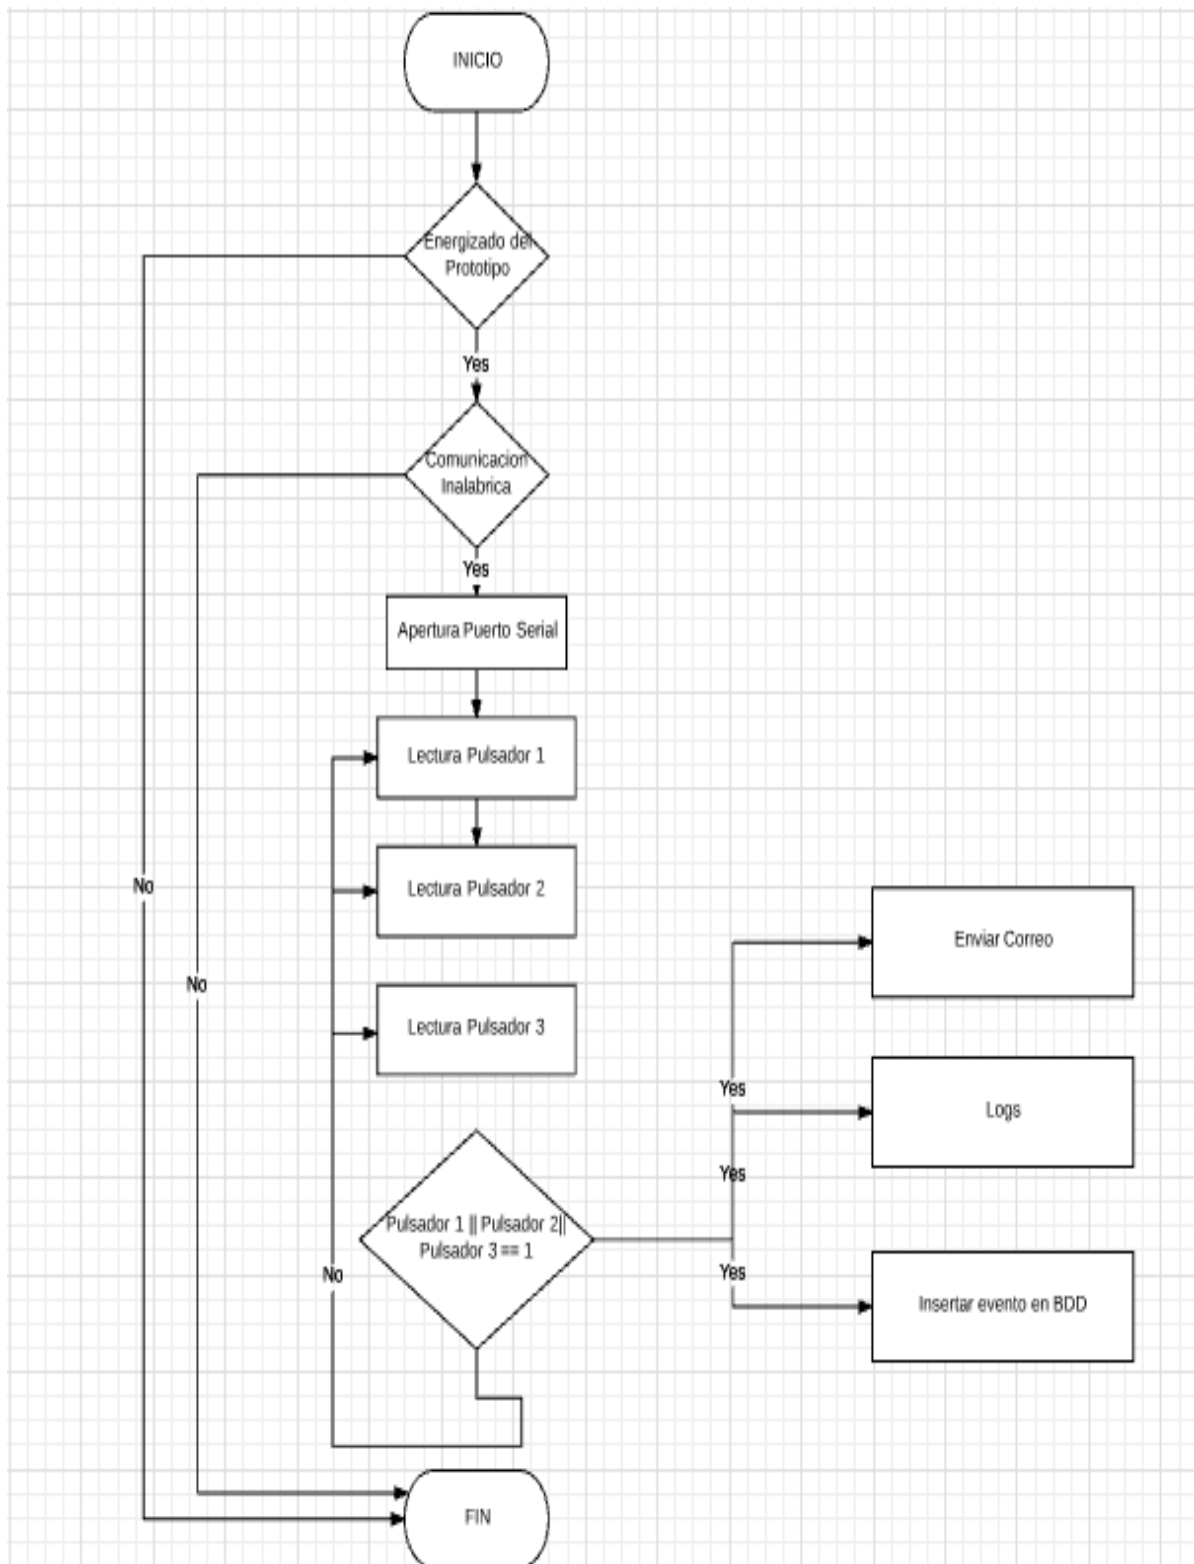 INICIO
Energizado del
Prototipo
Yes
Comunicacion
Inalabrica
Yes
Apertura Puerto Serial
Lectura Pulsador 1
Lectura Pulsador 2
No
Enviar Correo
No
Lectura Pulsador 3
Yes
Logs
Yes
Pulsador 1 || Pulsador 2||
Pulsador 3 == 1
Yes
No
Insertar evento en BDD
FIN